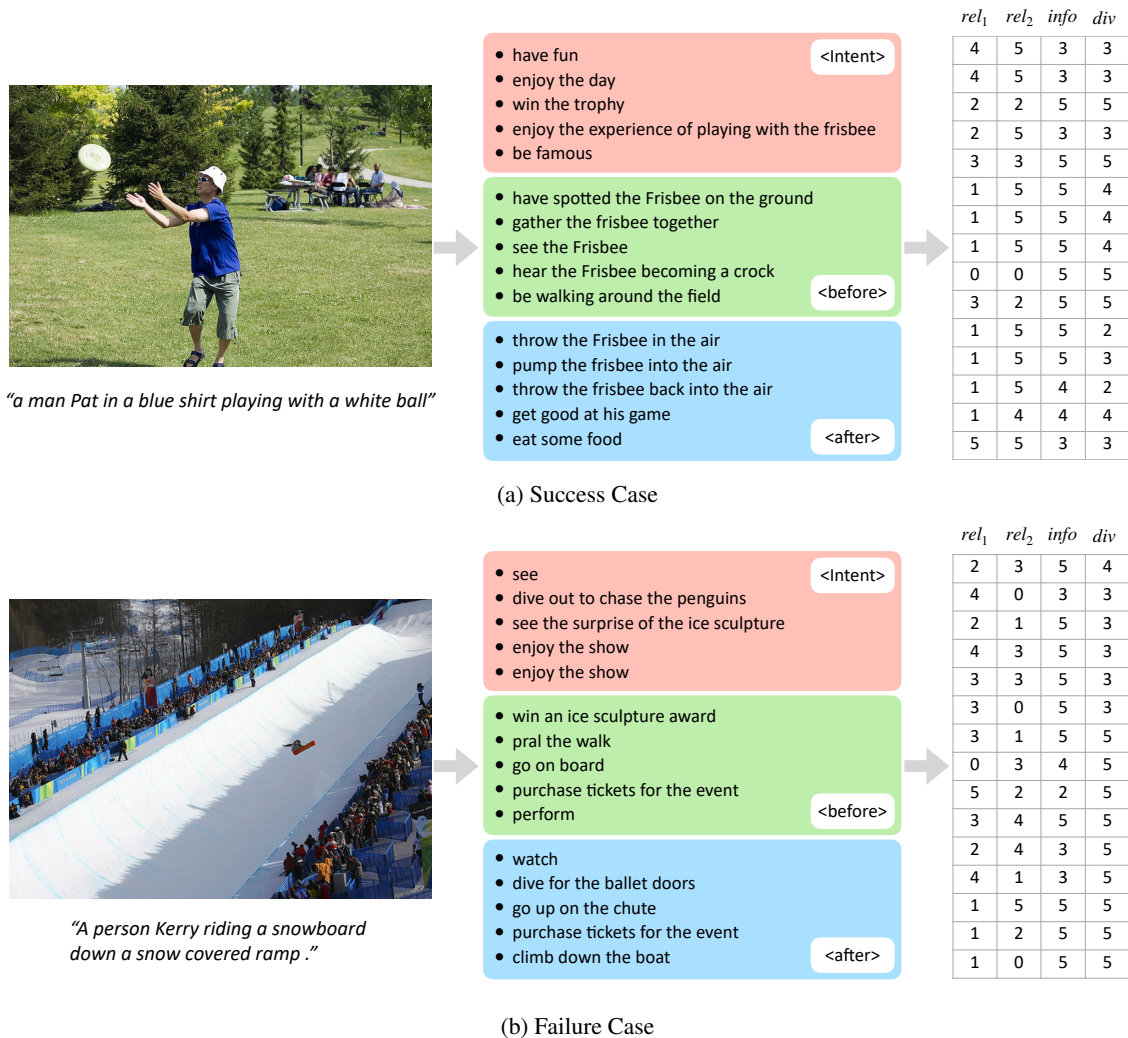 rel1 rel2 info div
• have fun
<Intent>
• enjoy the day
• win the trophy
• enjoy the experience of playing with the frisbee
• be famous
• have spotted the Frisbee on the ground
• gather the frisbee together
• see the Frisbee
• hear the Frisbee becoming a crock
• be walking around the field
<before>
• throw the Frisbee in the air
• pump the frisbee into the air
• throw the frisbee back into the air
• get good at his game
• eat some food
<after>
4 5 3 3
4 5 3 3
2 2 5 5
2 5 3 3
3 3 5 5
1 5 5 4
1 5 5 4
1 5 5 4
0 0 5 5
3 2 5 5
1 5 5 2
1 5 5 3
1 5 4 2
1 4 4 4
5 5 3 3
"a man Pat in a blue shirt playing with a white ball"
(a) Success Case
rel1 rel2 info div
• see
<Intent>
• dive out to chase the penguins
• see the surprise of the ice sculpture
• enjoy the show
• enjoy the show
• win an ice sculpture award
• pral the walk
• go on board
• purchase tickets for the event
• perform
<before>
• watch
• dive for the ballet doors
• go up on the chute
• purchase tickets for the event
• climb down the boat
<after>
2 3 5 4
4 0 3 3
2 1 5 3
4 3 5 3
3 3 5 3
3 0 5 3
3 1 5 5
0 3 4 5
5 2 2 5
3 4 5 5
2 4 3 5
4 1 3 5
1 5 5 5
1 2 5 5
1 0 5 5
"A person Kerry riding a snowboard
down a snow covered ramp ."
(b) Failure Case